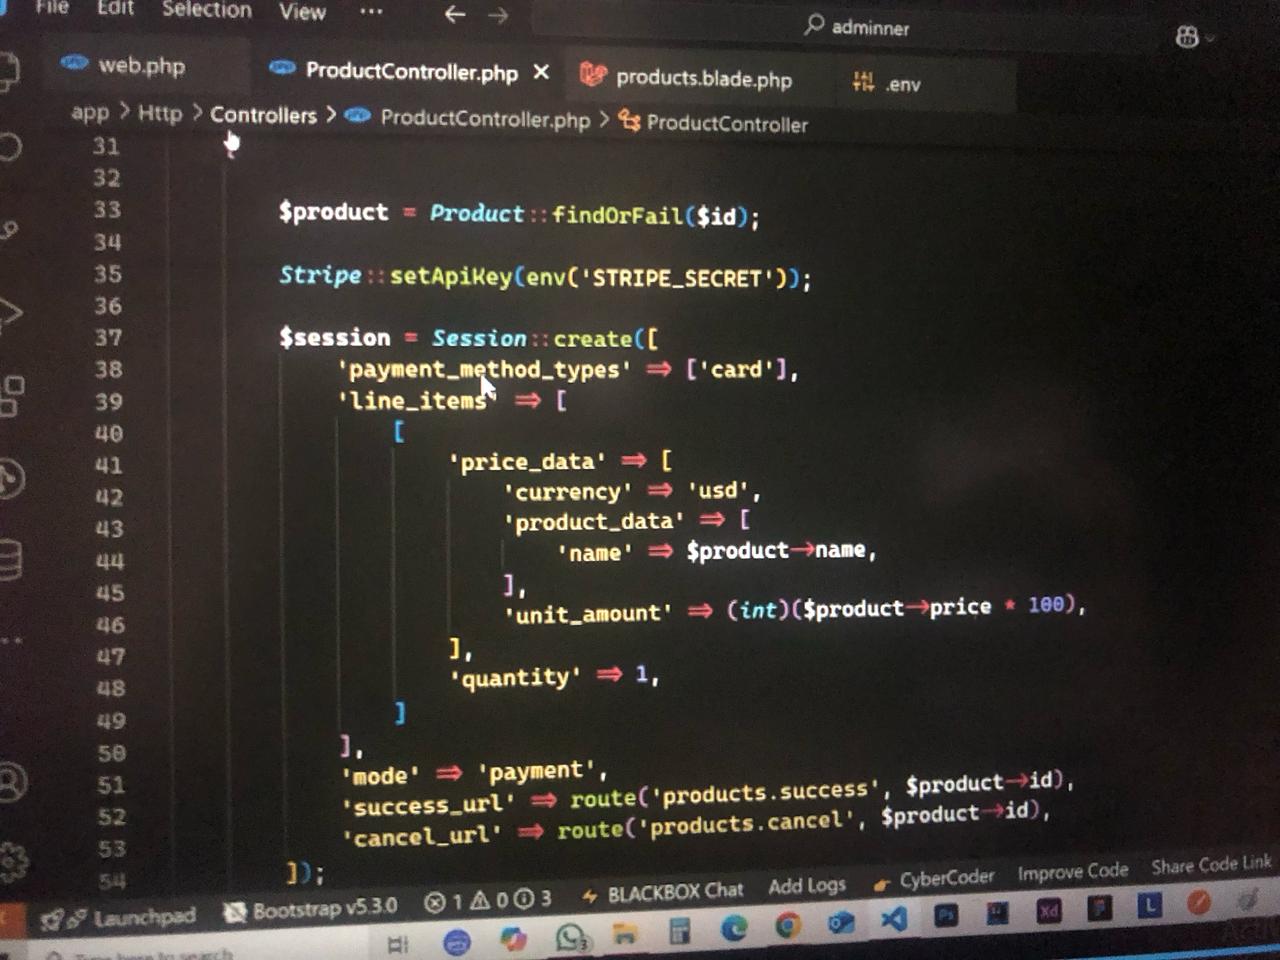 File Edit Selection View ... adminner
web.php ProductController.php products.blade.php .env
app > Http > Controllers > ProductController.php > ProductController
31
32
33 $product = Product::findOrFail($id);
34
35 Stripe::setApiKey(env('STRIPE_SECRET'));
36
37 $session = Session::create([
38 'payment_method_types' => ['card'],
39 'line_items' => [
40 [
41 'price_data' => [
42 'currency' => 'usd',
43 'product_data' => [
44 'name' => $product->name,
45 ],
46 'unit_amount' => (int)($product->price * 100),
47 ],
48 'quantity' => 1,
49 ]
50 ],
51 'mode' => 'payment',
52 'success_url' => route('products.success', $product->id),
53 'cancel_url' => route('products.cancel', $product->id),
54 ]);
Launchpad Bootstrap v5.3.0 1 0 3 BLACKBOX Chat Add Logs CyberCoder Improve Code Share Code Link
Type here to search 3 Ps Xd L